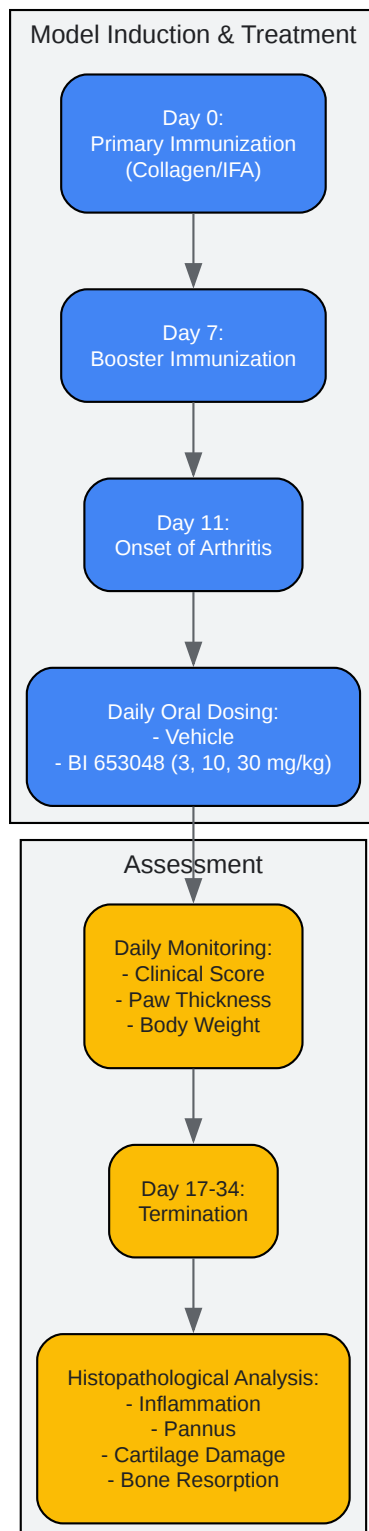 Model Induction & Treatment
Day 0:
Primary Immunization
(Collagen/IFA)
Day 7:
Booster Immunization
Day 11:
Onset of Arthritis
Daily Oral Dosing:
- Vehicle
- BI 653048 (3, 10, 30 mg/kg)
Assessment
Daily Monitoring:
- Clinical Score
- Paw Thickness
- Body Weight
Day 17-34:
Termination
Histopathological Analysis:
- Inflammation
- Pannus
- Cartilage Damage
- Bone Resorption